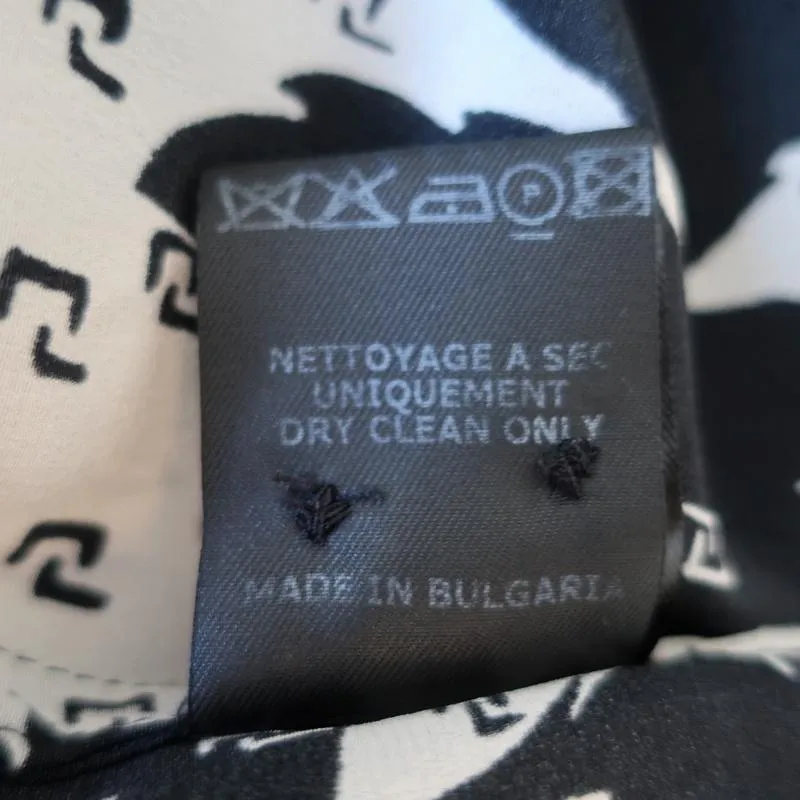 P
NETTOYAGE A SEC
UNIQUEMENT
DRY CLEAN ONLY
MADE IN BULGARIA